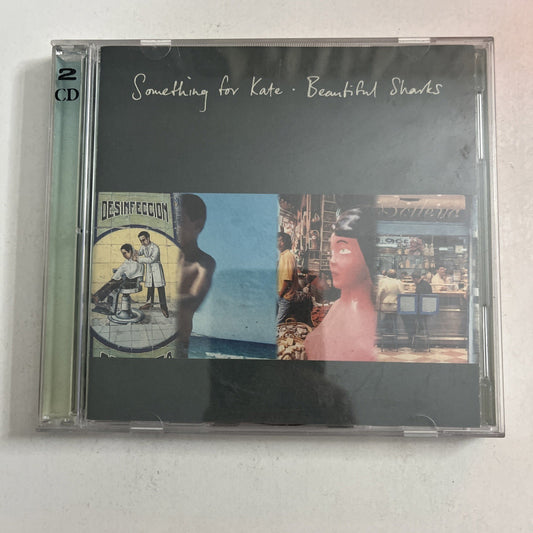 2
CD
Something for Kate · Beautiful Sharks
DESINFECCION